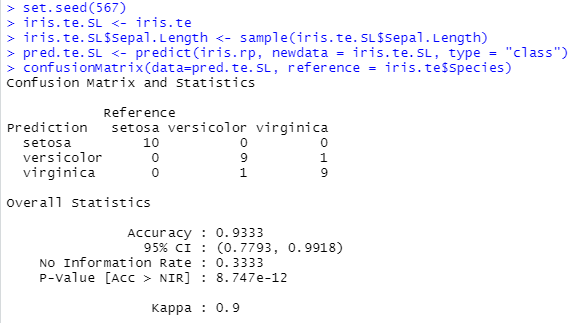 > set.seed(567)
> iris.te.SL <- iris.te
> iris.te.SL$Sepal.Length <- sample(iris.te.SL$Sepal.Length)
> pred.te.SL <- predict(iris.rp, newdata = iris.te.SL, type = "class")
> confusionMatrix(data=pred.te.SL, reference = iris.te$Species)
Confusion Matrix and Statistics
Reference
Prediction setosa versicolor virginica
setosa 10 0 0
versicolor 0 9 1
virginica 0 1 9
Overall Statistics
Accuracy : 0.9333
95% CI : (0.7793, 0.9918)
No Information Rate : 0.3333
P-Value [Acc > NIR] : 8.747e-12
Kappa : 0.9